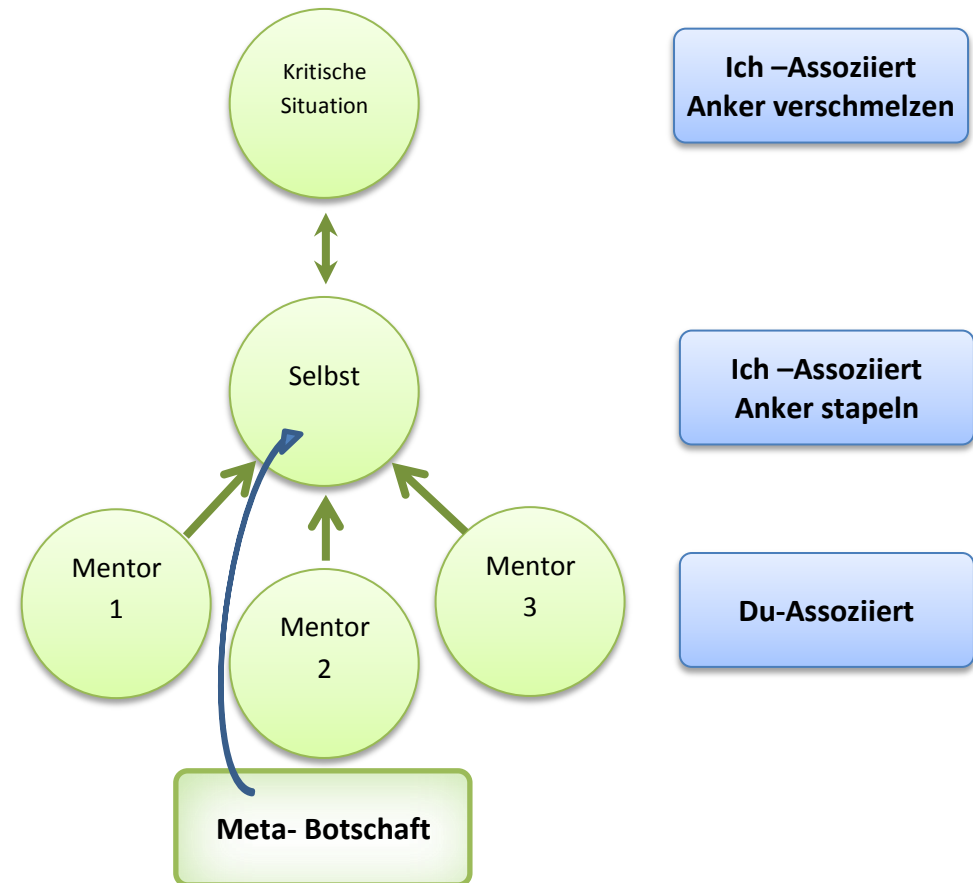 Kritische
Situation
Ich –Assoziiert
Anker verschmelzen
Selbst
Ich –Assoziiert
Anker stapeln
Mentor
1
Mentor
2
Mentor
3
Du-Assoziiert
Meta- Botschaft